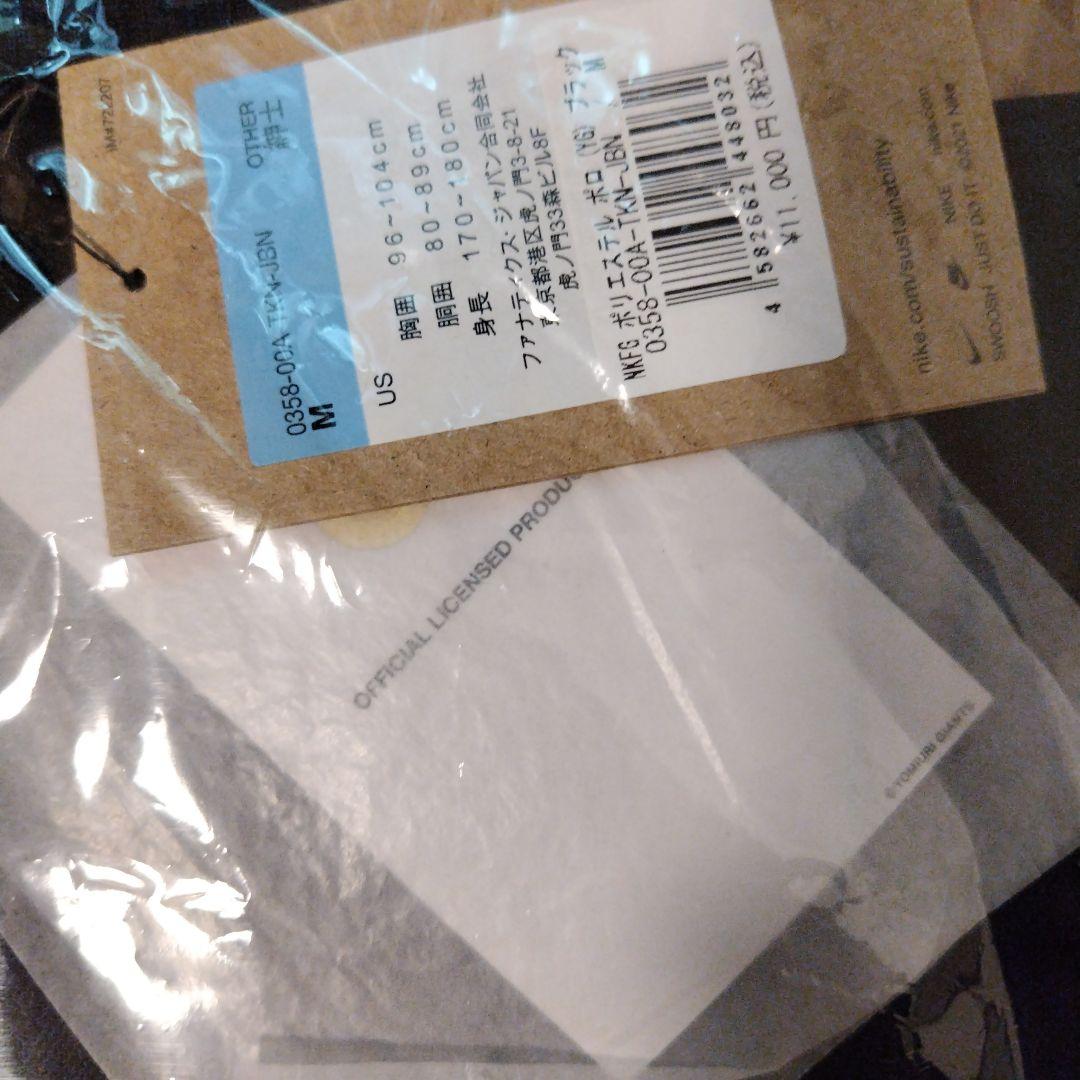 0358-00A TKN-JBN OTHER
M 紳士
US
胸囲 96~104cm
胴囲 80~89cm
身長 170~180cm
ファナティクス・ジャパン合同会社
東京都港区虎ノ門3-8-21
虎ノ門33森ビル8F
NKFG ポリエステル ポロ (YG) ブラック
0358-00A-TKN-JBN M
4 582662 448032
¥11,000 円(税込)
nike.com/sustainability
NIKE nike.com
SWOOSH JUST DO IT ©2021 Nike
OFFICIAL LICENSED
©YOMIURI GIANTS